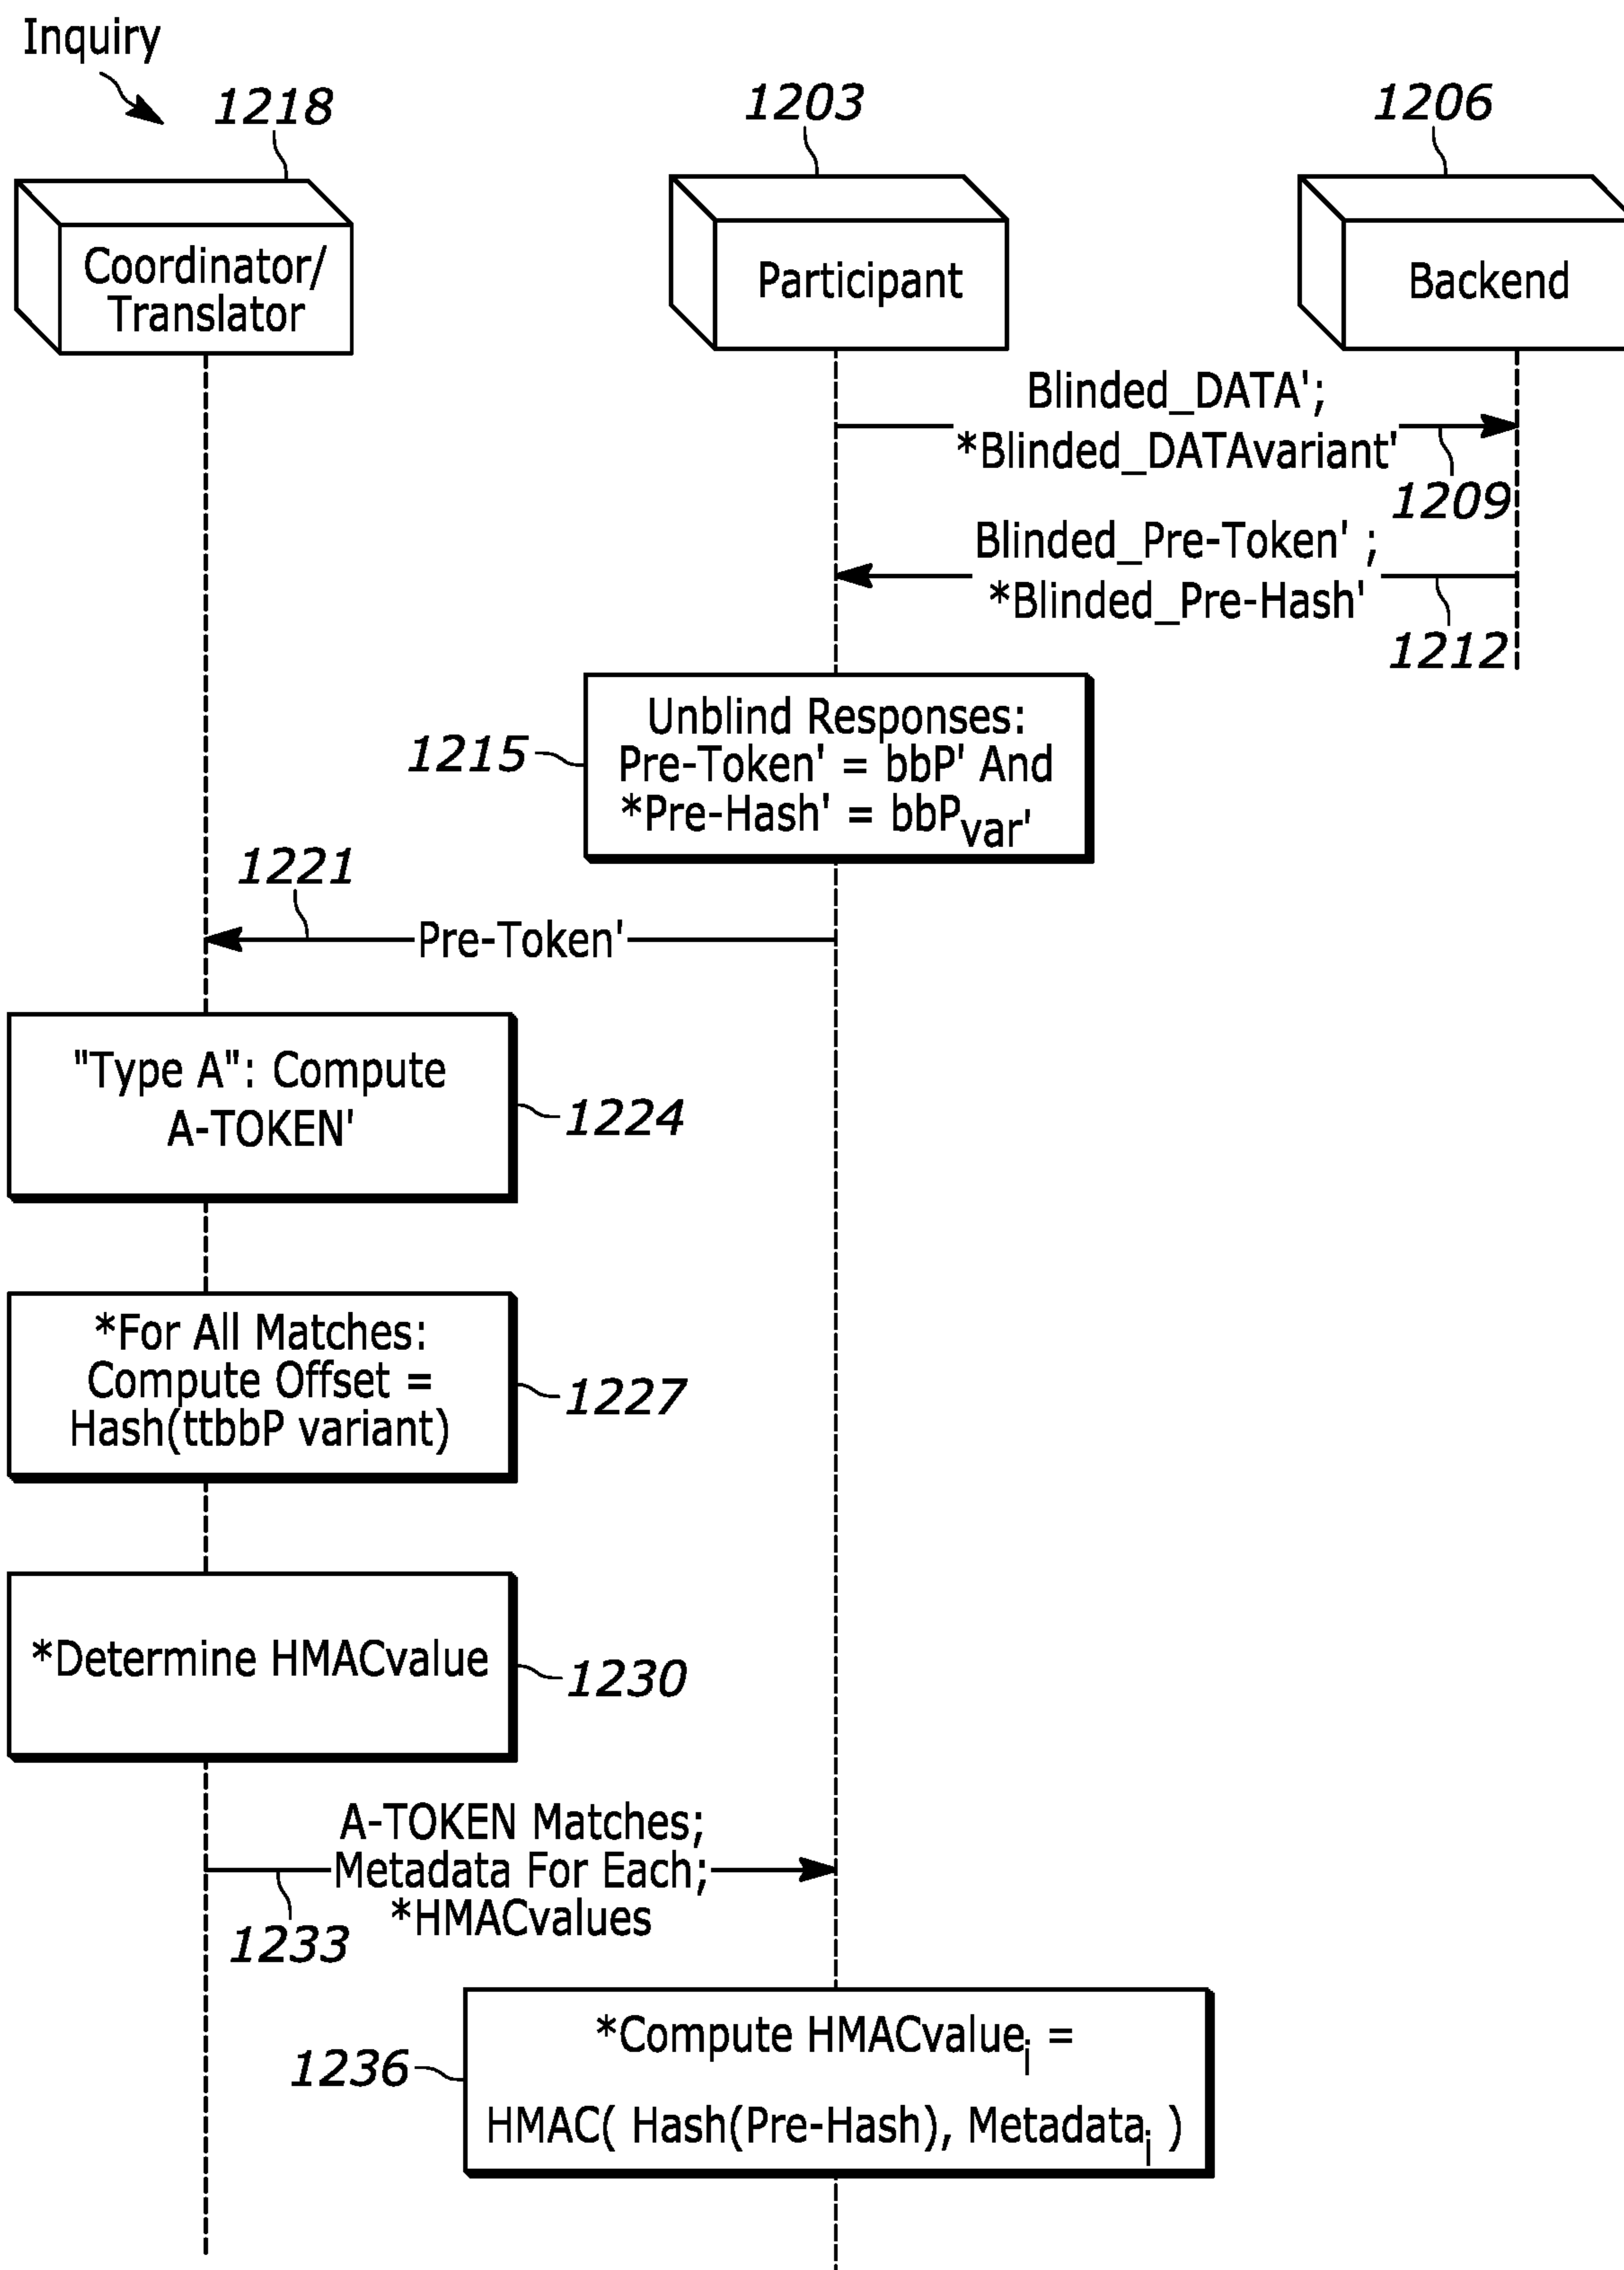 Inquiry
1218
1203
1206
Coordinator/
Translator
Participant
Backend
Blinded_DATA';
*Blinded_DATAvariant'
1209
Blinded_Pre-Token' ;
*Blinded_Pre-Hash'
1212
Unblind Responses:
Pre-Token' = bbP' And
*Pre-Hash' = bbPvar'
1215
1221
Pre-Token'
"Type A": Compute
A-TOKEN'
1224
*For All Matches:
Compute Offset =
Hash(ttbbP variant)
1227
*Determine HMACvalue
1230
A-TOKEN Matches;
Metadata For Each;
*HMACvalues
1233
*Compute HMACvaluei =
HMAC( Hash(Pre-Hash), Metadatai )
1236